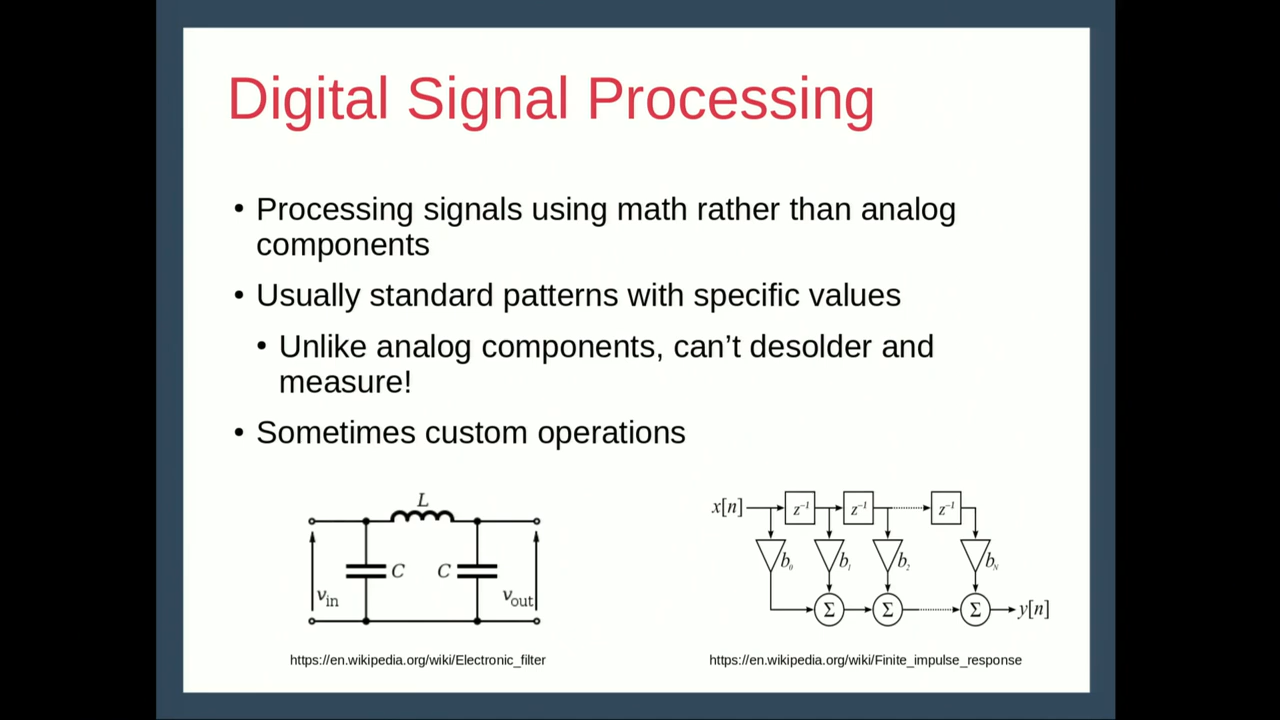 Digital Signal Processing
• Processing signals using math rather than analog
components
• Usually standard patterns with specific values
• Unlike analog components, can’t desolder and
measure!
• Sometimes custom operations
L
C C
vin vout
https://en.wikipedia.org/wiki/Electronic_filter
x[n] z⁻¹ z⁻¹ z⁻¹
b₀ b₁ b₂ bN
Σ Σ Σ y[n]
https://en.wikipedia.org/wiki/Finite_impulse_response